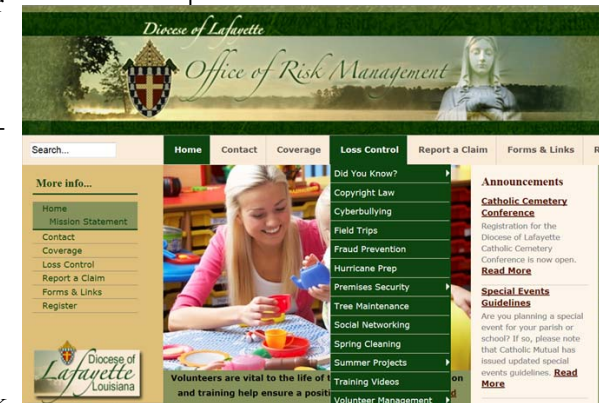 Diocese of Lafayette
Office of Risk Management
Search...
Home
Contact
Coverage
Loss Control
Report a Claim
Forms & Links
R
More info...
Home
Mission Statement
Contact
Coverage
Loss Control
Report a Claim
Forms & Links
Register
Diocese of
Lafayette
Louisiana
Did You Know?
Copyright Law
Cyberbullying
Field Trips
Fraud Prevention
Hurricane Prep
Premises Security
Tree Maintenance
Social Networking
Spring Cleaning
Summer Projects
Training Videos
Volunteer Management
Volunteers are vital to the life of t
on
and training help ensure a positi
d
Announcements
Catholic Cemetery
Conference
Registration for the
Diocese of Lafayette
Catholic Cemetery
Conference is now open.
Read More
Special Events
Guidelines
Are you planning a special
event for your parish or
school? If so, please note
that Catholic Mutual has
issued updated special
events guidelines. Read
More